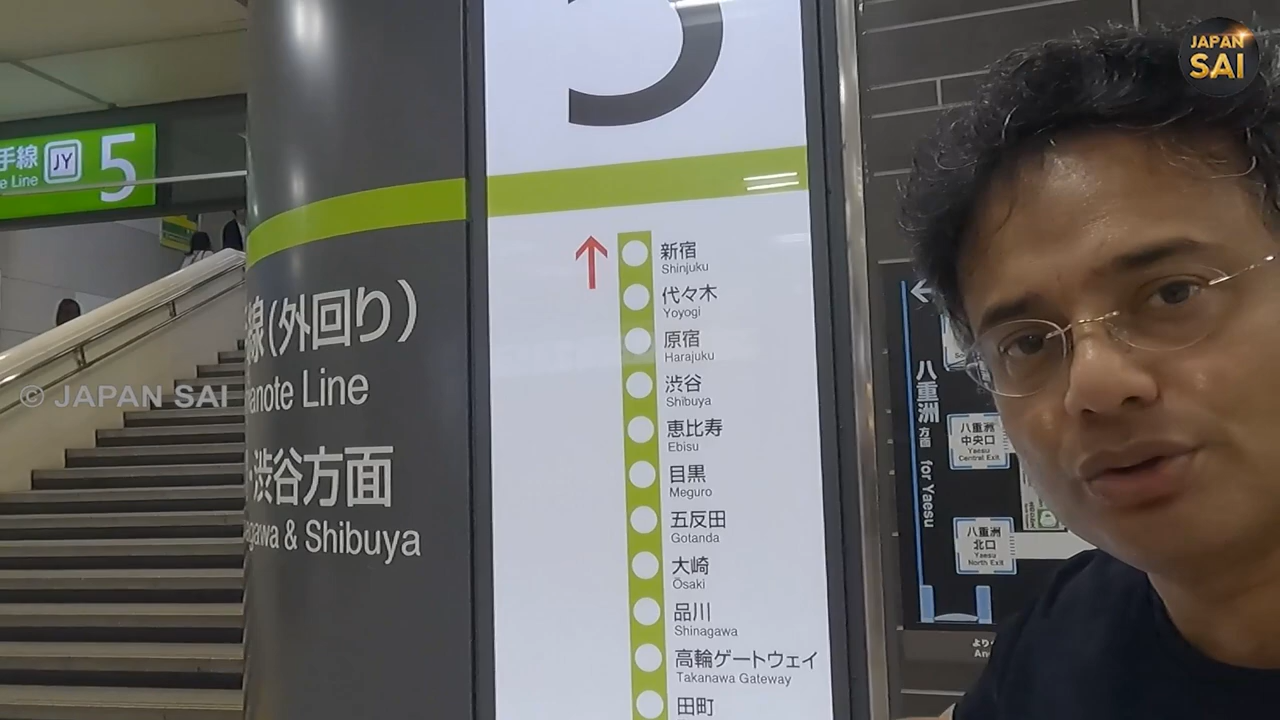 手線 JY 5
e Line
線(外回り)
anote Line
渋谷方面
gawa & Shibuya
© JAPAN SAI
5
新宿
Shinjuku
代々木
Yoyogi
原宿
Harajuku
渋谷
Shibuya
恵比寿
Ebisu
目黒
Meguro
五反田
Gotanda
大崎
Ōsaki
品川
Shinagawa
高輪ゲートウェイ
Takanawa Gateway
田町
八重洲方面 for Yaesu
八重洲
中央口
Yaesu
Central Exit
八重洲
北口
Yaesu
North Exit
JAPAN
SAI